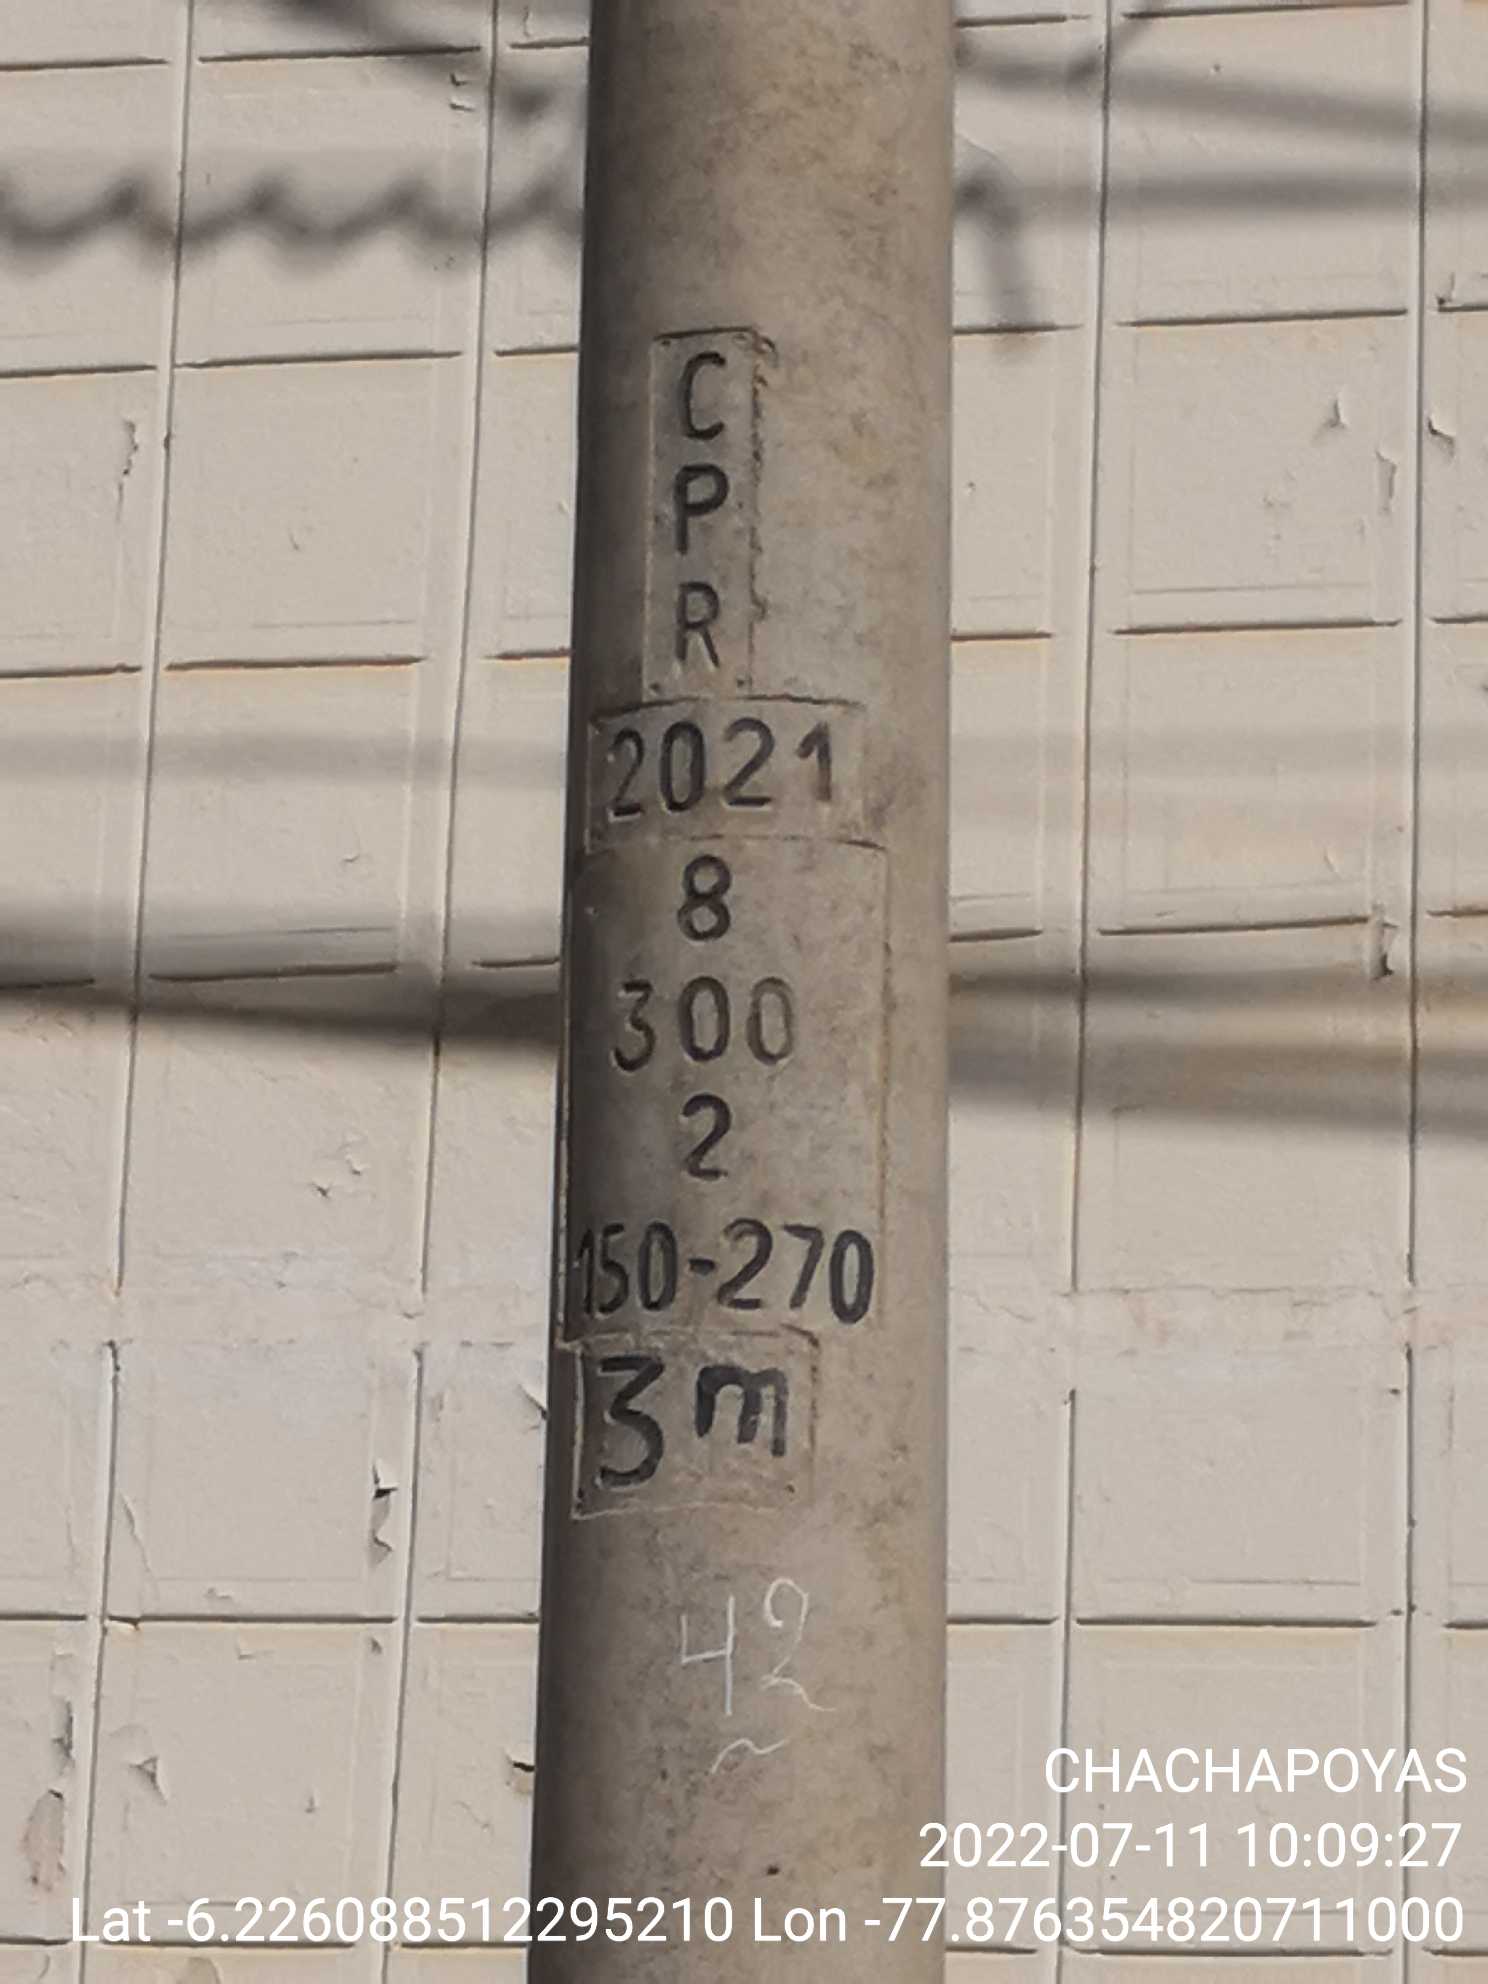 C
P
R
2021
8
300
2
150-270
3m
42
~
CHACHAPOYAS
2022-07-11 10:09:27
Lat -6.226088512295210 Lon -77.876354820711000